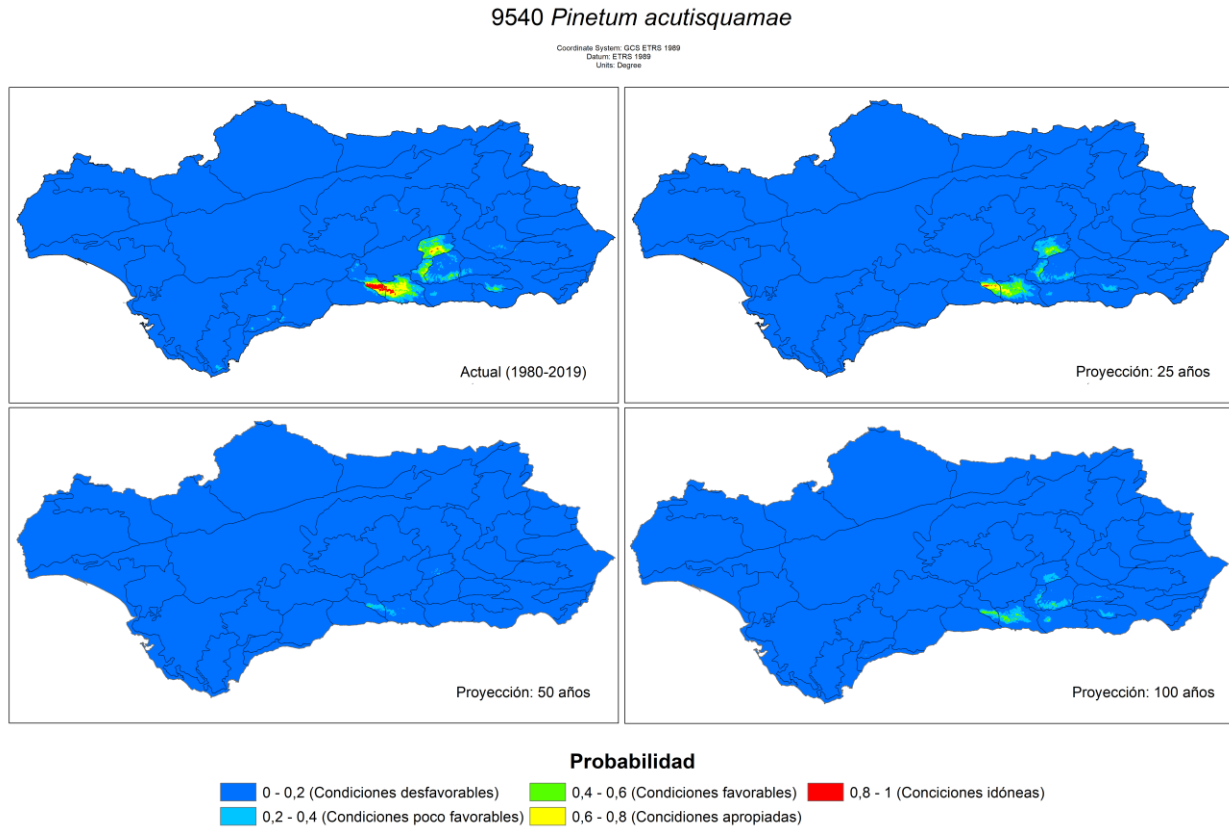 9540 Pinetum acutisquamae
Coordinate System: GCS ETRS 1989
Datum: ETRS 1989
Units: Degree
Actual (1980-2019)
Proyección: 25 años
Proyección: 50 años
Proyección: 100 años
Probabilidad
0 - 0,2 (Condiciones desfavorables)
0,4 - 0,6 (Condiciones favorables)
0,8 - 1 (Conciciones idóneas)
0,2 - 0,4 (Condiciones poco favorables)
0,6 - 0,8 (Concidiones apropiadas)